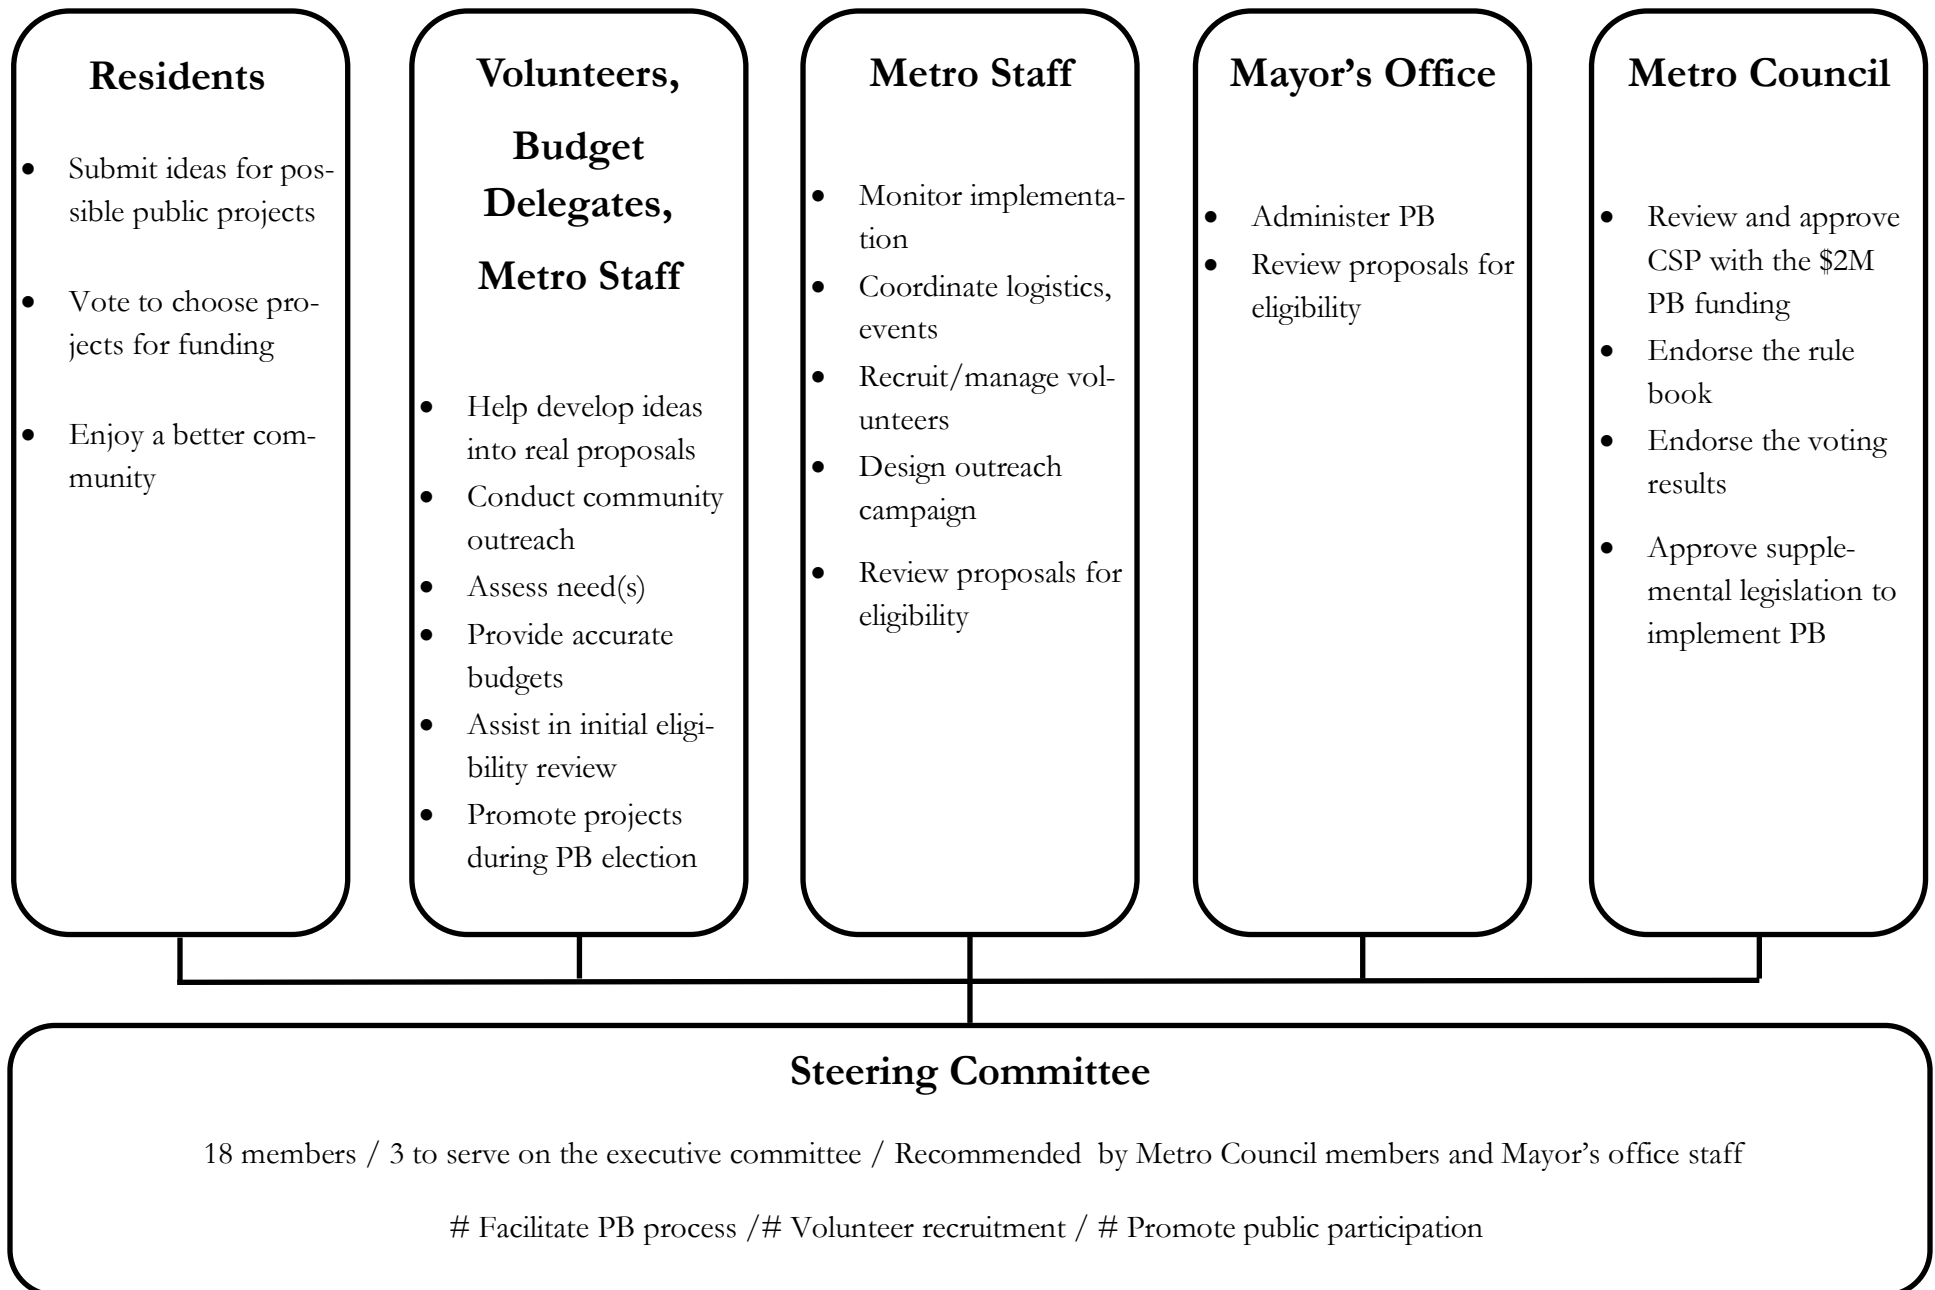 Residents
• Submit ideas for pos-
sible public projects
• Vote to choose pro-
jects for funding
• Enjoy a better com-
munity
Volunteers,
Budget
Delegates,
Metro Staff
• Help develop ideas
into real proposals
• Conduct community
outreach
• Assess need(s)
• Provide accurate
budgets
• Assist in initial eligi-
bility review
• Promote projects
during PB election
Metro Staff
• Monitor implementa-
tion
• Coordinate logistics,
events
• Recruit/manage vol-
unteers
• Design outreach
campaign
• Review proposals for
eligibility
Mayor’s Office
• Administer PB
• Review proposals for
eligibility
Metro Council
• Review and approve
CSP with the $2M
PB funding
• Endorse the rule
book
• Endorse the voting
results
• Approve supple-
mental legislation to
implement PB
Steering Committee
18 members / 3 to serve on the executive committee / Recommended  by Metro Council members and Mayor’s office staff
# Facilitate PB process /# Volunteer recruitment / # Promote public participation